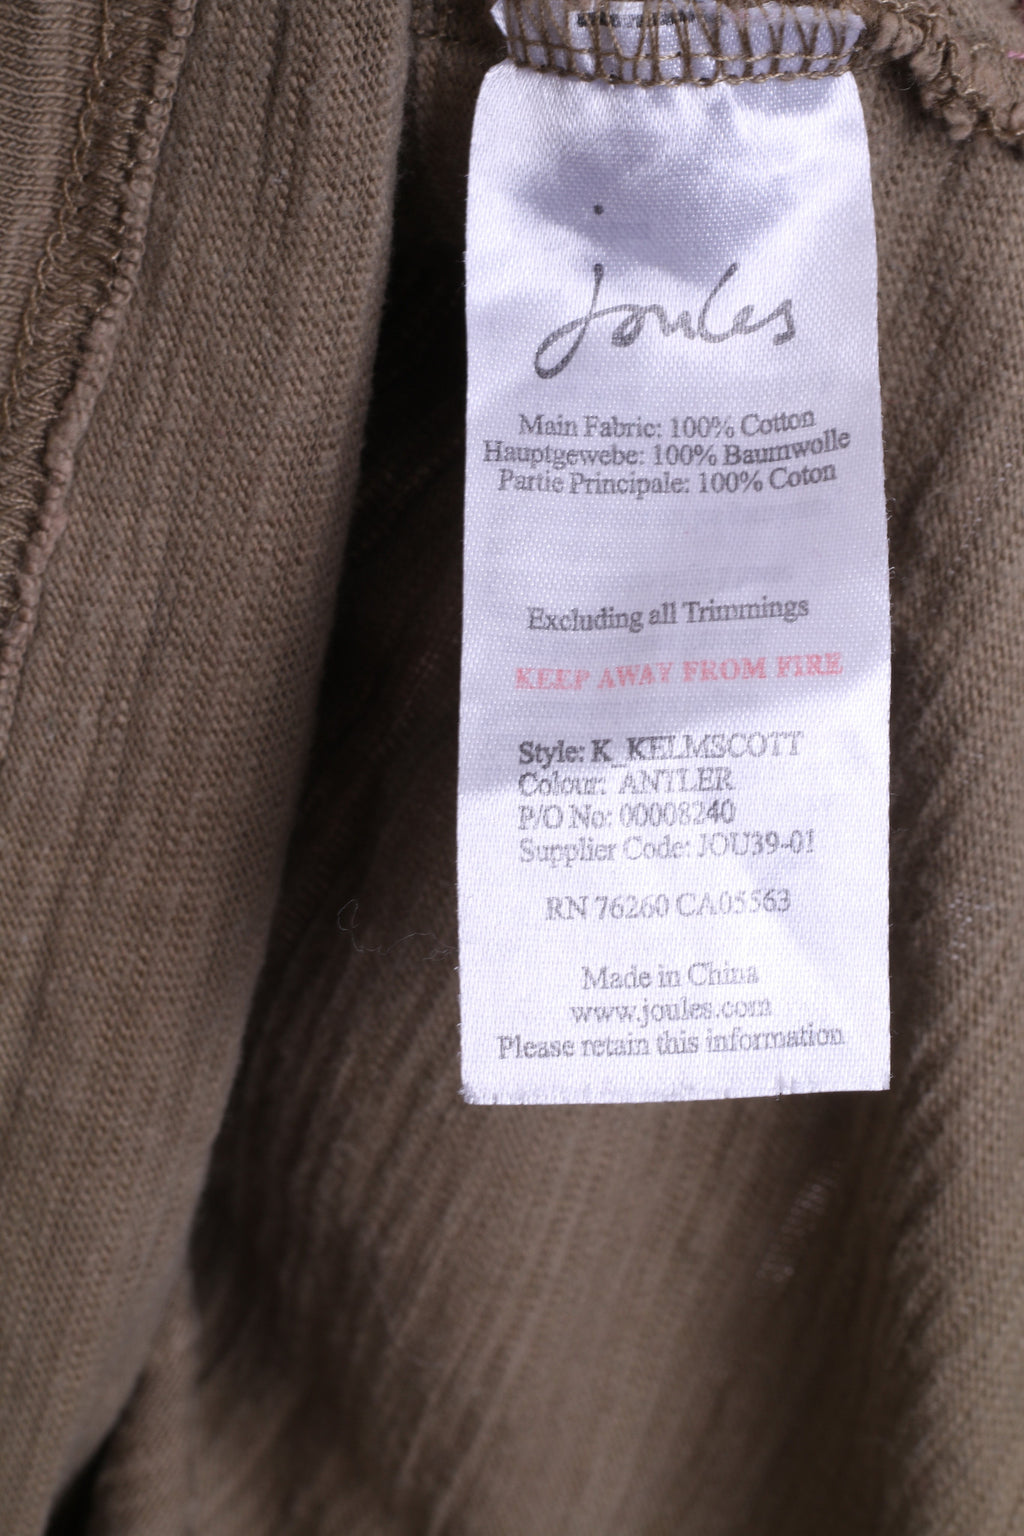 Joules
Main Fabric: 100% Cotton
Hauptgewebe: 100% Baumwolle
Partie Principale: 100% Coton
Excluding all Trimmings
KEEP AWAY FROM FIRE
Style: K_KELMSCOTT
Colour: ANTLER
P/O No: 00008240
Supplier Code: JOU39-01
RN 76260 CA05563
Made in China
www.joules.com
Please retain this information